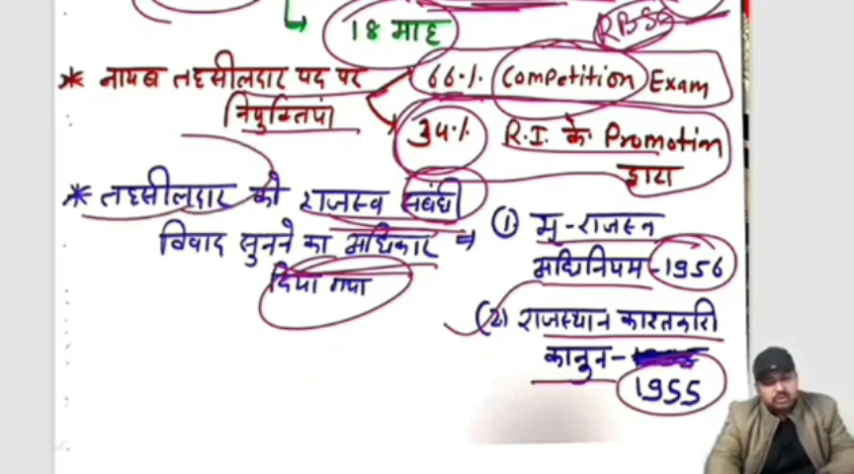 18 माह
RBSE
* नायब तहसीलदार पद पर
नियुक्तियां
66% Competition Exam
34% R.I. के Promotion
द्वारा
* तहसीलदार को राजस्व संबंधी
विवाद सुनने का अधिकार ⇒
दिया गया
① भू-राजस्व
अधिनियम-1956
(2) राजस्थान काश्तकारी
कानून-
1955